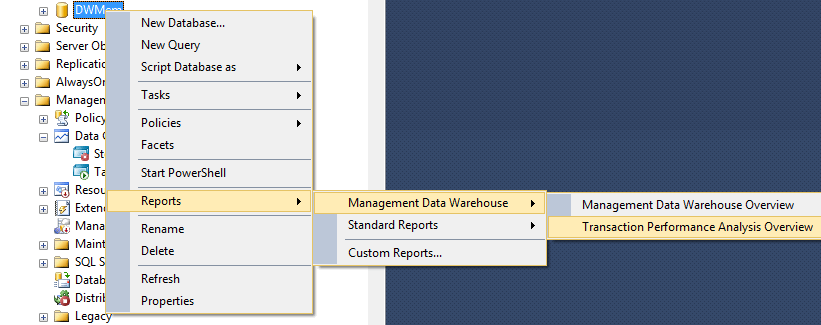 DWMem
Security
Server Ob
Replicatio
AlwaysOn
Managem
Policy
Data C
St
Ta
Resou
Extend
Mana
Maint
SQL S
Datab
Distri
Legacy
New Database...
New Query
Script Database as
Tasks
Policies
Facets
Start PowerShell
Reports
Rename
Delete
Refresh
Properties
Management Data Warehouse
Standard Reports
Custom Reports...
Management Data Warehouse Overview
Transaction Performance Analysis Overview